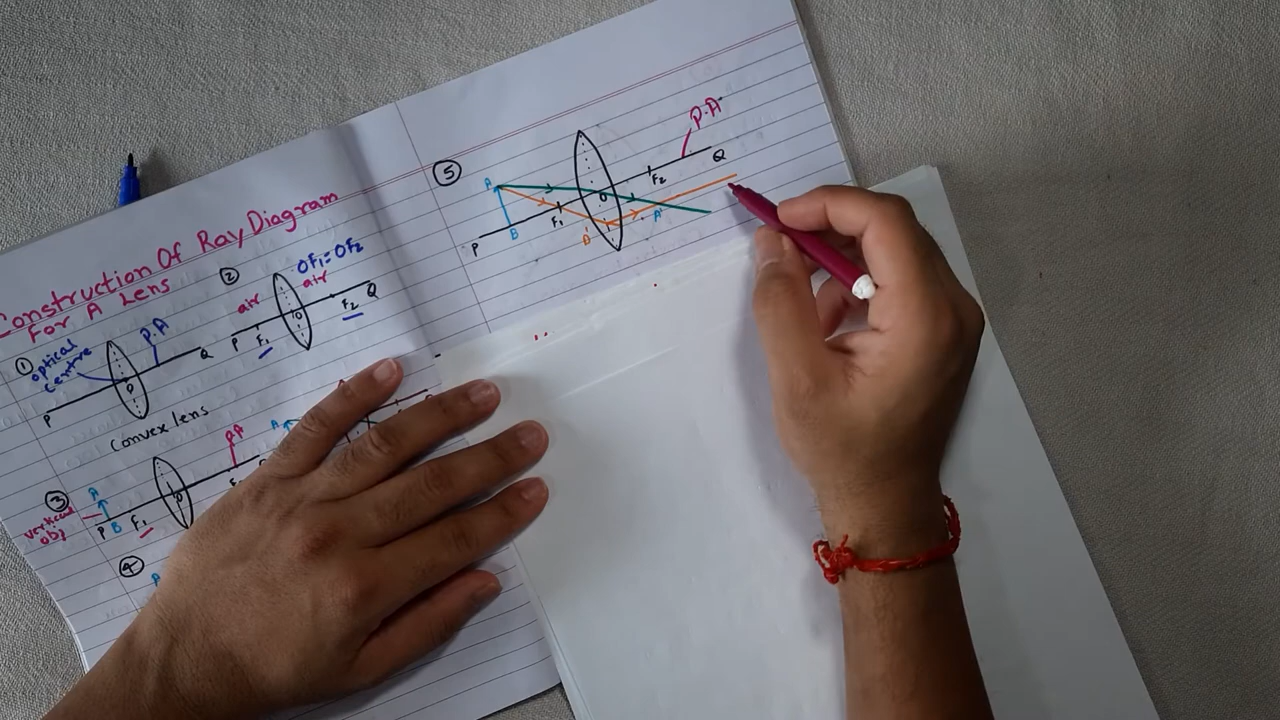 Construction Of Ray Diagram
For A Lens
①
optical
centre
P.A
P
O
Q
Convex lens
②
air
OF₁=OF₂
air
P
F₁
O
F₂
Q
③
vertical
obj
A
B
P
F₁
O
PA
④
A
⑤
A
B
P
F₁
O
D
A'
F₂
Q
P.A